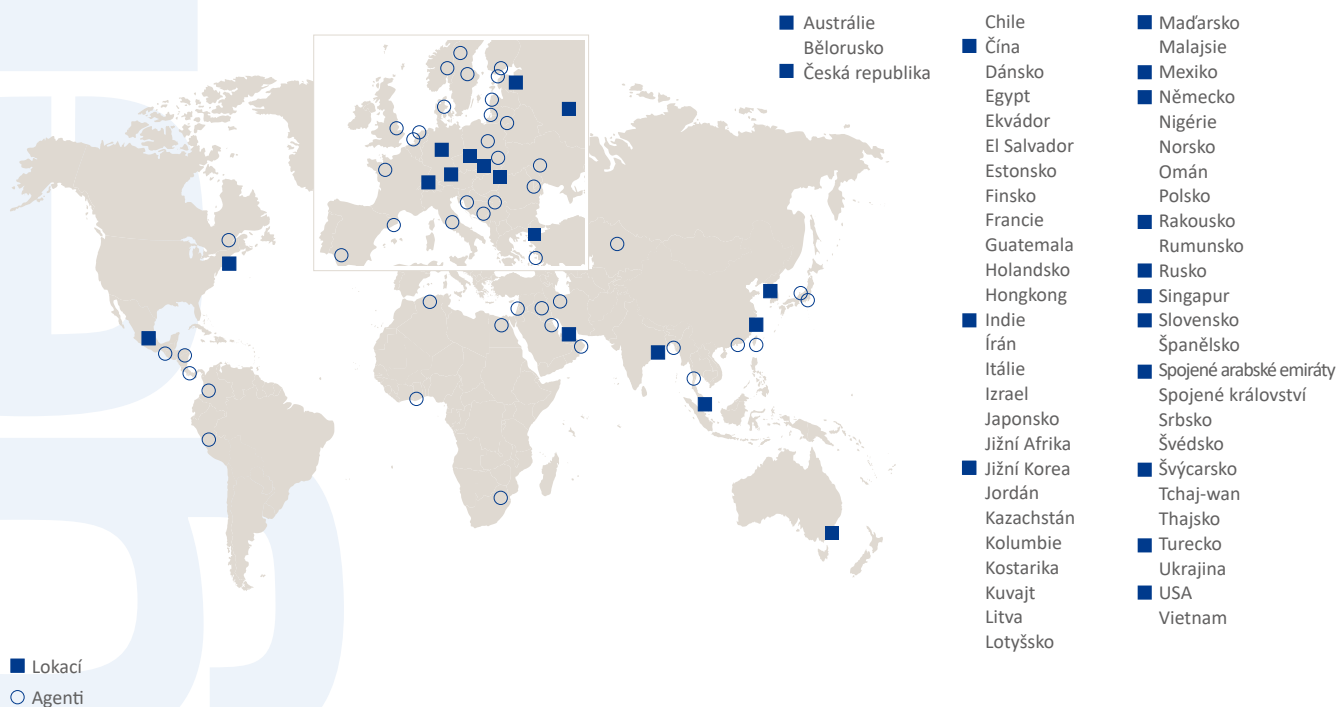 Austrálie
Bělorusko
Česká republika
Chile
Čína
Dánsko
Egypt
Ekvádor
El Salvador
Estonsko
Finsko
Francie
Guatemala
Holandsko
Hongkong
Indie
Írán
Itálie
Izrael
Japonsko
Jižní Afrika
Jižní Korea
Jordán
Kazachstán
Kolumbie
Kostarika
Kuvajt
Litva
Lotyšsko
Maďarsko
Malajsie
Mexiko
Německo
Nigérie
Norsko
Omán
Polsko
Rakousko
Rumunsko
Rusko
Singapur
Slovensko
Španělsko
Spojené arabské emiráty
Spojené království
Srbsko
Švédsko
Švýcarsko
Tchaj-wan
Thajsko
Turecko
Ukrajina
USA
Vietnam
Lokací
Agenti